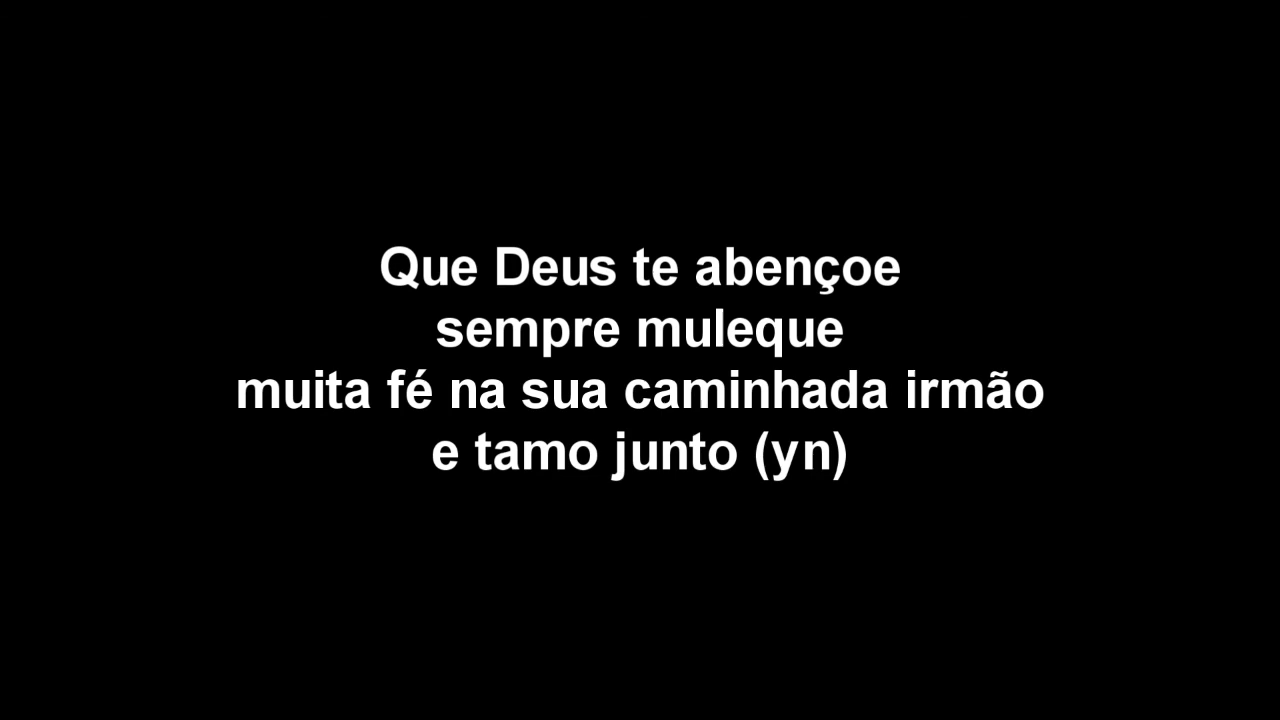 Que Deus te abençoe
sempre muleque
muita fé na sua caminhada irmão
e tamo junto (yn)